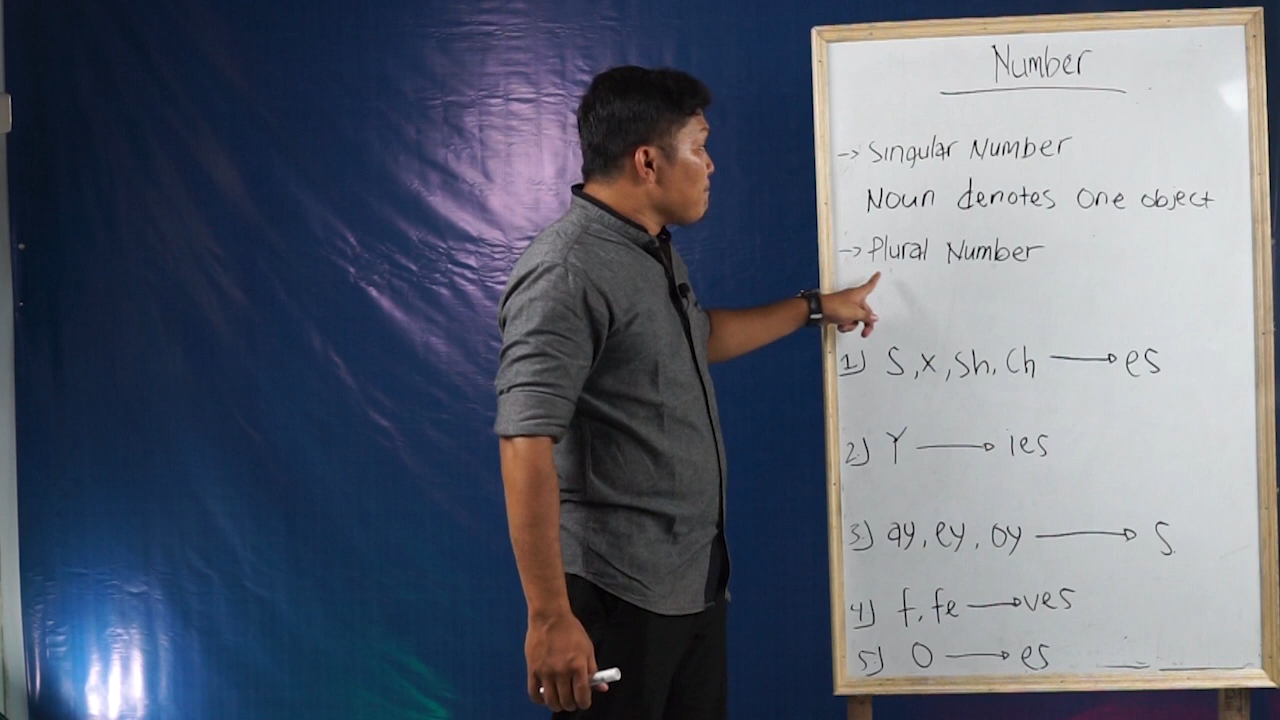 Number
-> Singular Number
Noun denotes one object
-> Plural Number
1) S, x, sh, Ch → es
2) Y → ies
3) ay, ey, oy → s.
4) f, fe → ves
5) O → es